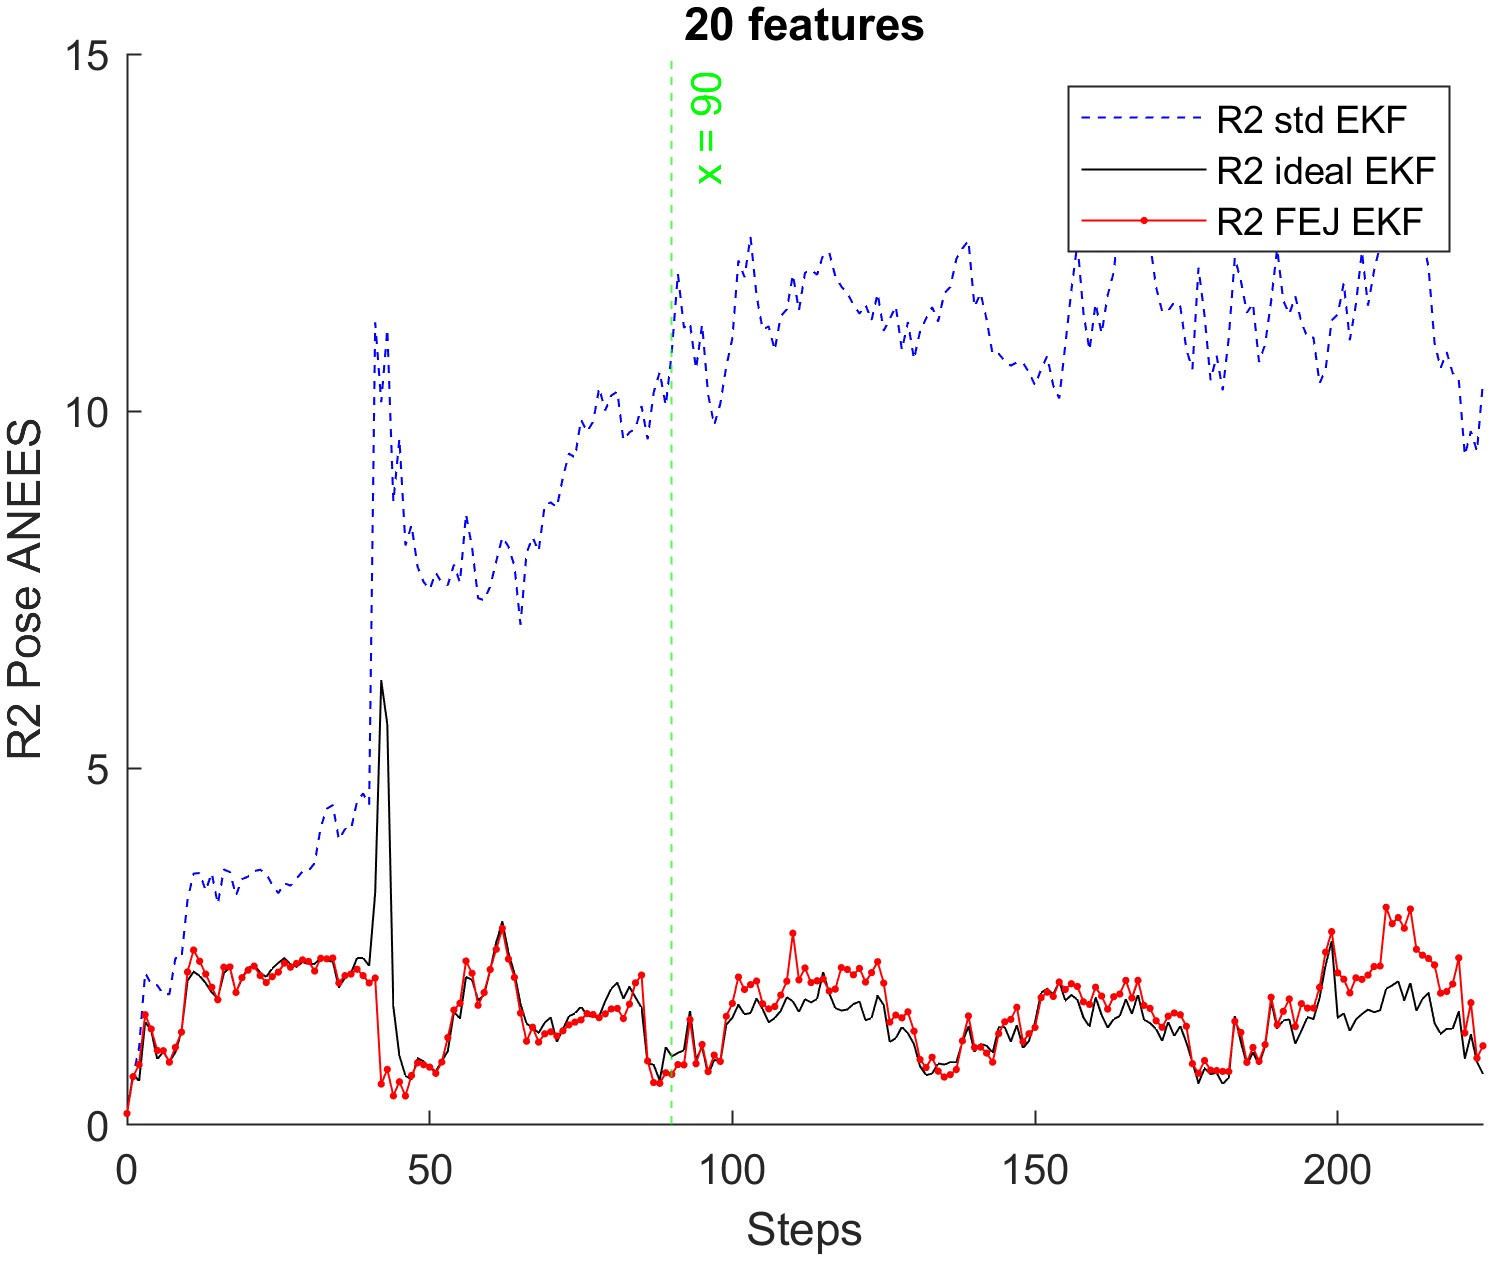 20 features
15
10
5
0
R2 Pose ANEES
x = 90
R2 std EKF
R2 ideal EKF
R2 FEJ EKF
0
50
100
150
200
Steps